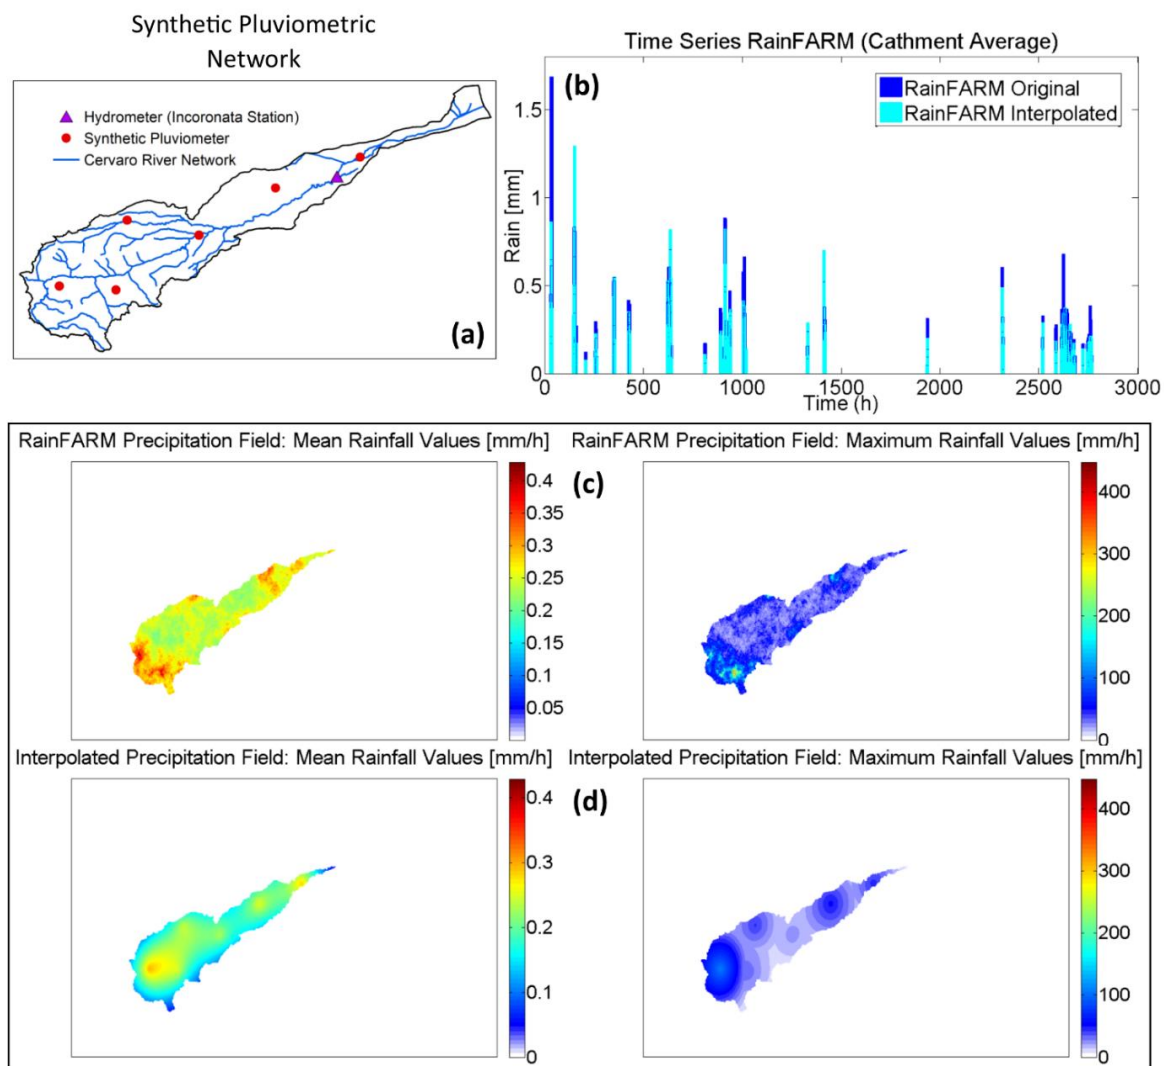 Synthetic Pluviometric
Network
Hydrometer (Incoronata Station)
Synthetic Pluviometer
Cervaro River Network
(a)
Time Series RainFARM (Cathment Average)
(b)
RainFARM Original
RainFARM Interpolated
Rain [mm]
1.5
1
0.5
0
0
500
1000
1500
2000
2500
3000
Time (h)
RainFARM Precipitation Field: Mean Rainfall Values [mm/h]
0.4
0.35
0.3
0.25
0.2
0.15
0.1
0.05
0
(c)
RainFARM Precipitation Field: Maximum Rainfall Values [mm/h]
400
300
200
100
0
Interpolated Precipitation Field: Mean Rainfall Values [mm/h]
0.4
0.3
0.2
0.1
0
(d)
Interpolated Precipitation Field: Maximum Rainfall Values [mm/h]
400
300
200
100
0